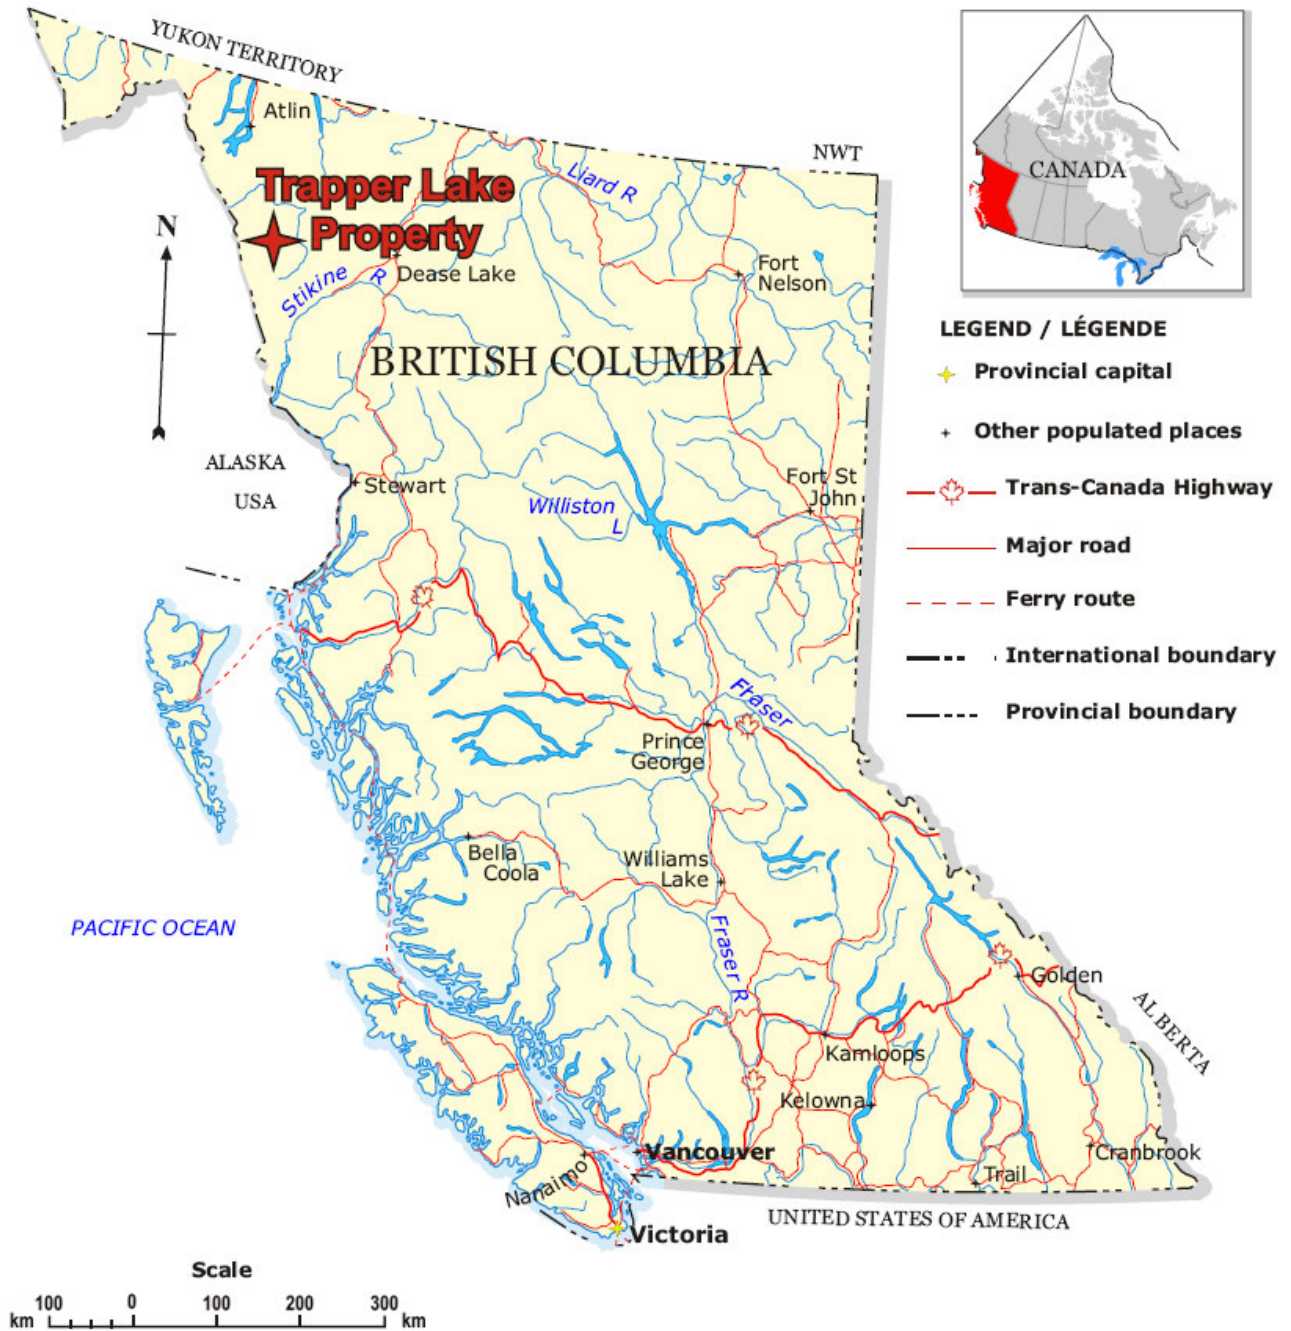 YUKON TERRITORY
Atlin
NWT
CANADA
Trapper Lake
Property
Liard R
N
Stikine R
Dease Lake
Fort
Nelson
LEGEND / LÉGENDE
Provincial capital
Other populated places
Trans-Canada Highway
Major road
Ferry route
International boundary
Provincial boundary
BRITISH COLUMBIA
ALASKA
USA
Stewart
Williston
L
Fort St
John
Fraser
Prince
George
Bella
Coola
Williams
Lake
PACIFIC OCEAN
Fraser R
Golden
ALBERTA
Kamloops
Kelowna
Vancouver
Cranbrook
Trail
Nanaimo
Victoria
UNITED STATES OF AMERICA
Scale
100 0 100 200 300
km km